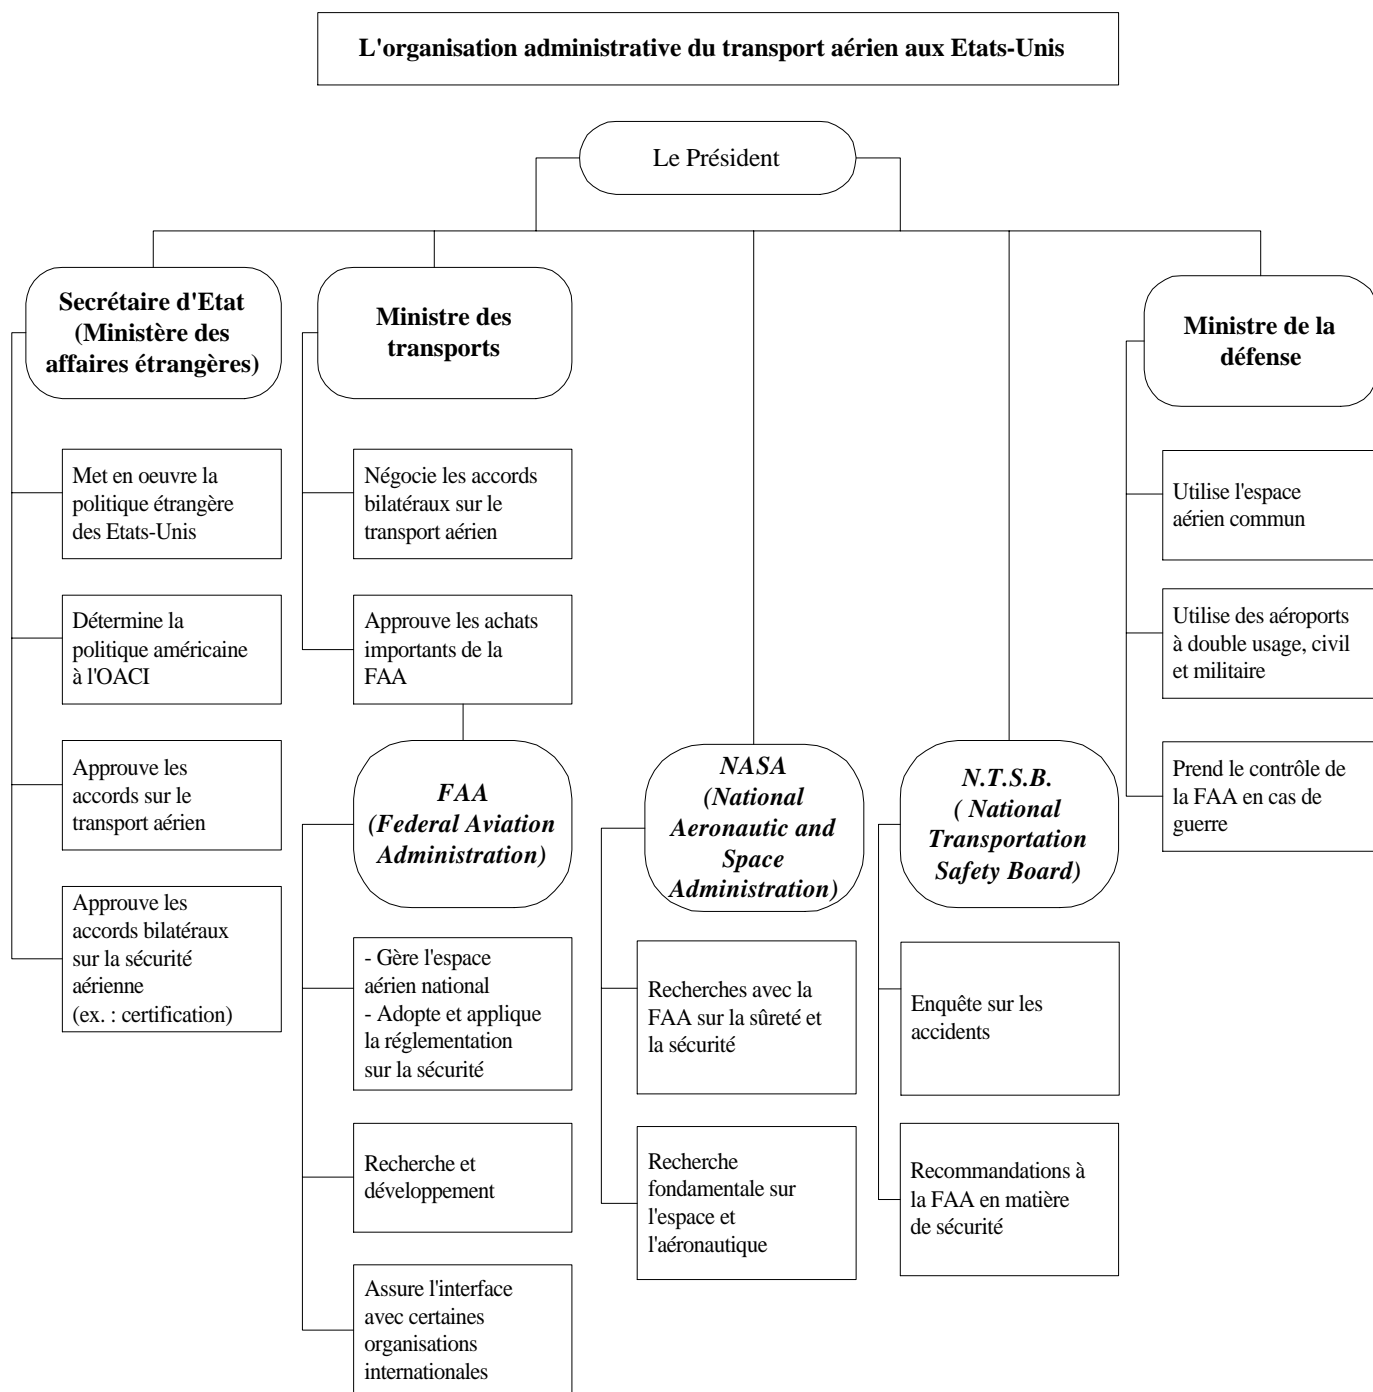 L'organisation administrative du transport aérien aux Etats-Unis
Le Président
Secrétaire d'Etat
(Ministère des
affaires étrangères)
Met en oeuvre la
politique étrangère
des Etats-Unis
Détermine la
politique américaine
à l'OACI
Approuve les
accords sur le
transport aérien
Approuve les
accords bilatéraux
sur la sécurité
aérienne
(ex. : certification)
Ministre des
transports
Négocie les accords
bilatéraux sur le
transport aérien
Approuve les achats
importants de la
FAA
FAA
(Federal Aviation
Administration)
- Gère l'espace
aérien national
- Adopte et applique
la réglementation
sur la sécurité
Recherche et
développement
Assure l'interface
avec certaines
organisations
internationales
NASA
(National
Aeronautic and
Space
Administration)
Recherches avec la
FAA sur la sûreté et
la sécurité
Recherche
fondamentale sur
l'espace et
l'aéronautique
N.T.S.B.
( National
Transportation
Safety Board)
Enquête sur les
accidents
Recommandations à
la FAA en matière
de sécurité
Ministre de la
défense
Utilise l'espace
aérien commun
Utilise des aéroports
à double usage, civil
et militaire
Prend le contrôle de
la FAA en cas de
guerre